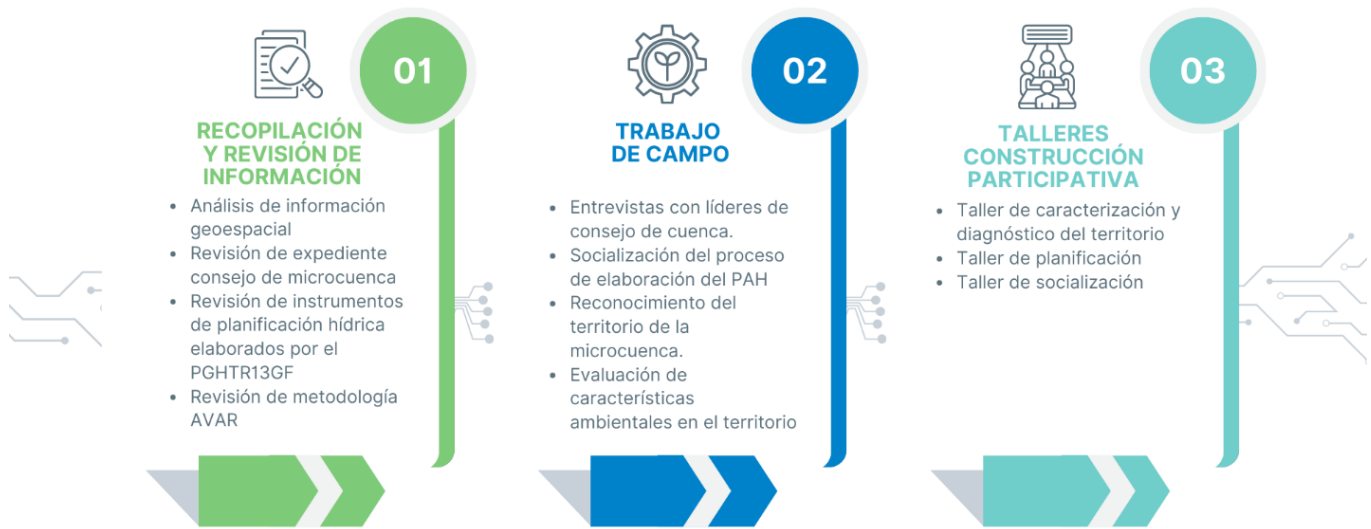 01
RECOPILACIÓN
Y REVISIÓN DE
INFORMACIÓN
• Análisis de información
geoespacial
• Revisión de expediente
consejo de microcuenca
• Revisión de instrumentos
de planificación hídrica
elaborados por el
PGHTR13GF
• Revisión de metodología
AVAR
02
TRABAJO
DE CAMPO
• Entrevistas con líderes de
consejo de cuenca.
• Socialización del proceso
de elaboración del PAH
• Reconocimiento del
territorio de la
microcuenca.
• Evaluación de
características
ambientales en el territorio
03
TALLERES
CONSTRUCCIÓN
PARTICIPATIVA
• Taller de caracterización y
diagnóstico del territorio
• Taller de planificación
• Taller de socialización